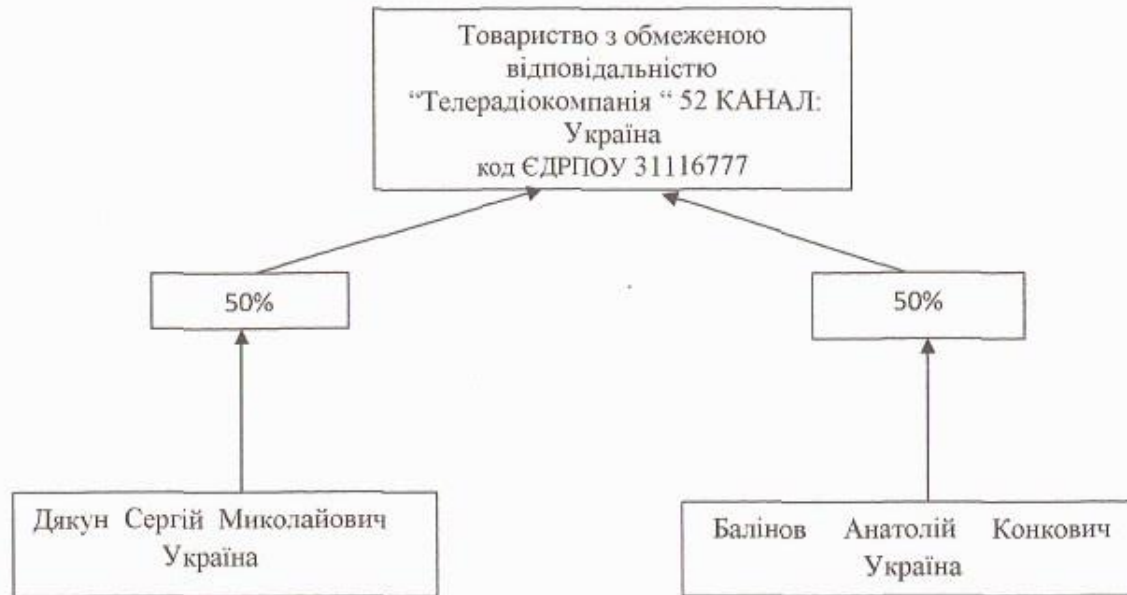 Товариство з обмеженою
відповідальністю
“Телерадіокомпанія “ 52 КАНАЛ:
Україна
код ЄДРПОУ 31116777
50%
50%
Дякун Сергій Миколайович
Україна
Балінов Анатолій Конкович
Україна